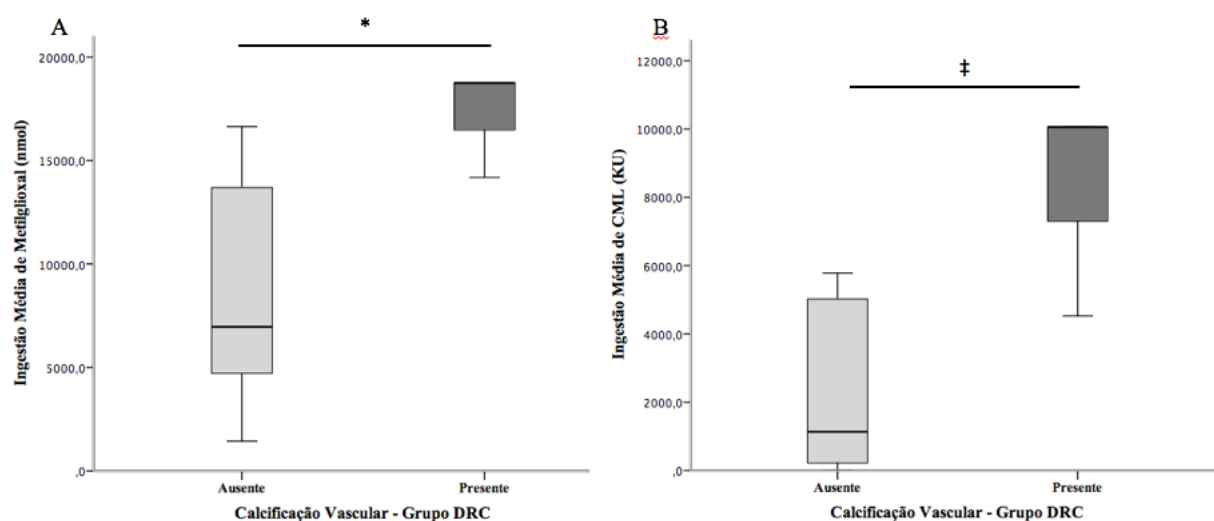 A
*
Ingestão Média de Metilglioxal (nmol)
20000,0
15000,0
10000,0
5000,0
,0
Ausente
Presente
Calcificação Vascular - Grupo DRC
B
‡
Ingestão Média de CML (KU)
12000,0
10000,0
8000,0
6000,0
4000,0
2000,0
,0
Ausente
Presente
Calcificação Vascular - Grupo DRC